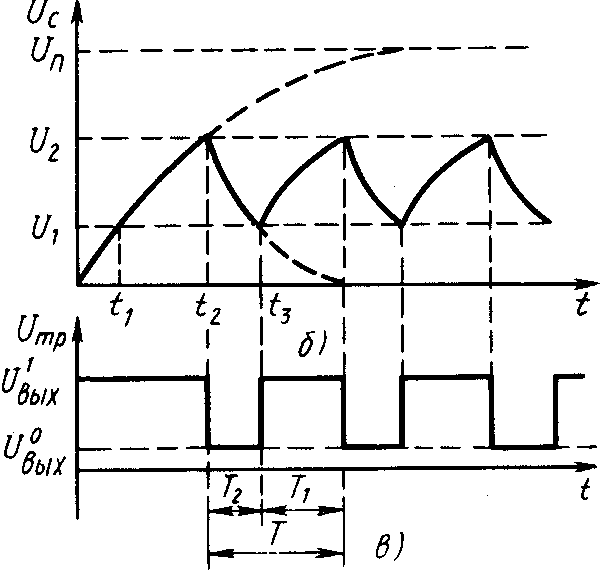 Uc
Uп
U₂
U₁
t₁ t₂ t₃ t
б)
Uтр
U¹вых
U⁰вых
t
T₂ T₁
T
в)